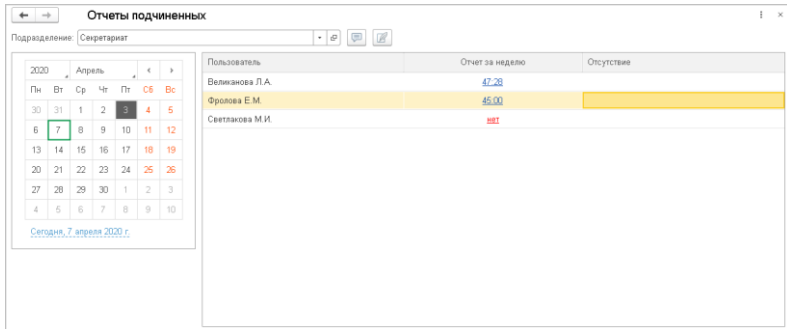 Отчеты подчиненных
Подразделение: Секретариат
2020 Апрель
Пн Вт Ср Чт Пт Сб Вс
30 31 1 2 3 4 5
6 7 8 9 10 11 12
13 14 15 16 17 18 19
20 21 22 23 24 25 26
27 28 29 30 1 2 3
4 5 6 7 8 9 10
Сегодня, 7 апреля 2020 г.
Пользователь Отчет за неделю Отсутствие
Великанова Л.А. 47:28
Фролова Е.М. 45:00
Светлакова М.И. нет